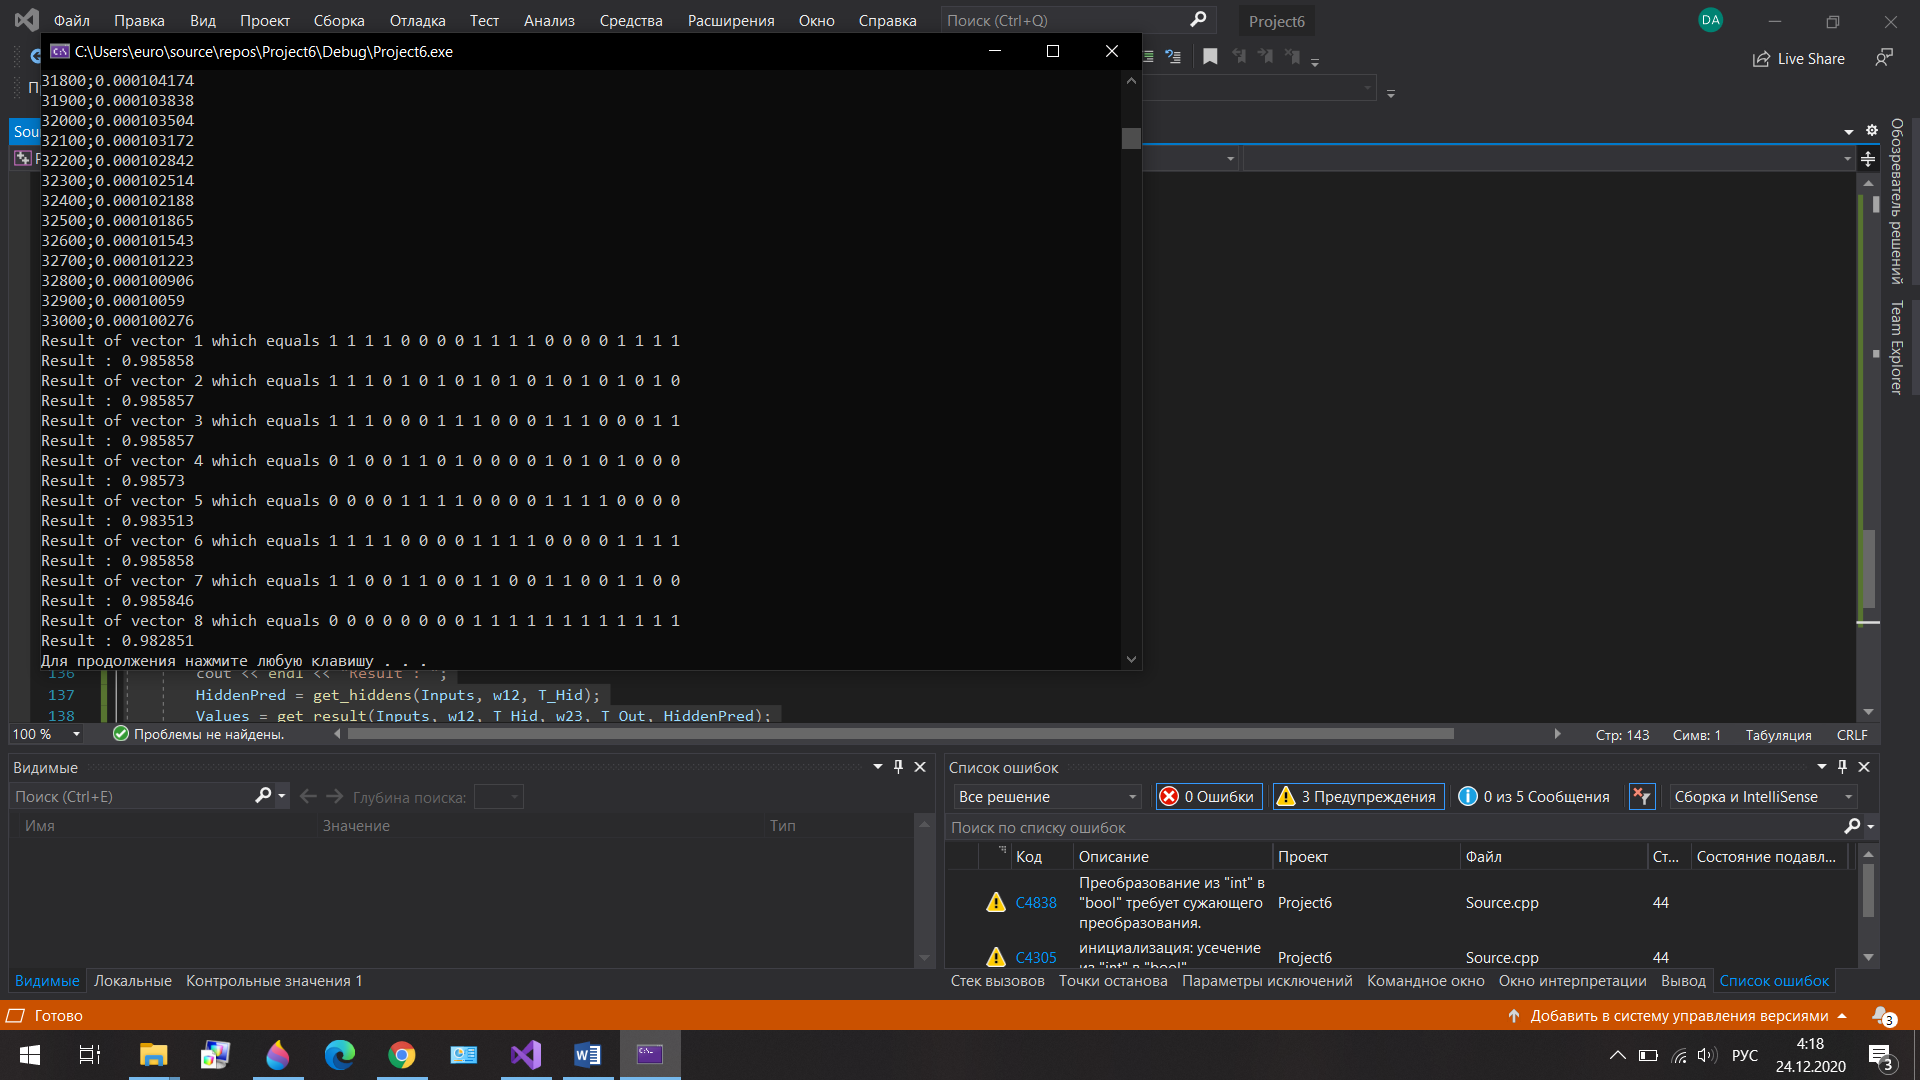 Файл Правка Вид Проект Сборка Отладка Тест Анализ Средства Расширения Окно Справка Поиск (Ctrl+Q) Project6 DA
C:\Users\euro\source\repos\Project6\Debug\Project6.exe
Live Share
31800;0.000104174
31900;0.000103838
32000;0.000103504
32100;0.000103172
32200;0.000102842
32300;0.000102514
32400;0.000102188
32500;0.000101865
32600;0.000101543
32700;0.000101223
32800;0.000100906
32900;0.00010059
33000;0.000100276
Result of vector 1 which equals 1 1 1 1 0 0 0 0 1 1 1 1 0 0 0 0 1 1 1 1
Result : 0.985858
Result of vector 2 which equals 1 1 1 0 1 0 1 0 1 0 1 0 1 0 1 0 1 0 1 0
Result : 0.985857
Result of vector 3 which equals 1 1 1 0 0 0 1 1 1 0 0 0 1 1 1 0 0 0 1 1
Result : 0.985857
Result of vector 4 which equals 0 1 0 0 1 1 0 1 0 0 0 0 1 0 1 0 1 0 0 0
Result : 0.98573
Result of vector 5 which equals 0 0 0 0 1 1 1 1 0 0 0 0 1 1 1 1 0 0 0 0
Result : 0.983513
Result of vector 6 which equals 1 1 1 1 0 0 0 0 1 1 1 1 0 0 0 0 1 1 1 1
Result : 0.985858
Result of vector 7 which equals 1 1 0 0 1 1 0 0 1 1 0 0 1 1 0 0 1 1 0 0
Result : 0.985846
Result of vector 8 which equals 0 0 0 0 0 0 0 0 1 1 1 1 1 1 1 1 1 1 1 1
Result : 0.982851
Для продолжения нажмите любую клавишу . . .
Sou
Обозреватель решений
Team Explorer
136 cout << endl << "Result : ";
137 HiddenPred = get_hiddens(Inputs, w12, T_Hid);
138 Values = get_result(Inputs, w12, T_Hid, w23, T_Out, HiddenPred);
100 % Проблемы не найдены. Стр: 143 Симв: 1 Табуляция CRLF
Видимые
Поиск (Ctrl+E) Глубина поиска:
Имя Значение Тип
Видимые Локальные Контрольные значения 1
Список ошибок
Все решение 0 Ошибки 3 Предупреждения 0 из 5 Сообщения Сборка и IntelliSense
Поиск по списку ошибок
Код Описание Проект Файл Ст... Состояние подавл...
C4838 Преобразование из "int" в "bool" требует сужающего преобразования. Project6 Source.cpp 44
C4305 инициализация: усечение из "int" в "bool" Project6 Source.cpp 44
Стек вызовов Точки останова Параметры исключений Командное окно Окно интерпретации Вывод Список ошибок
Готово Добавить в систему управления версиями 3
РУС 4:18 3
24.12.2020